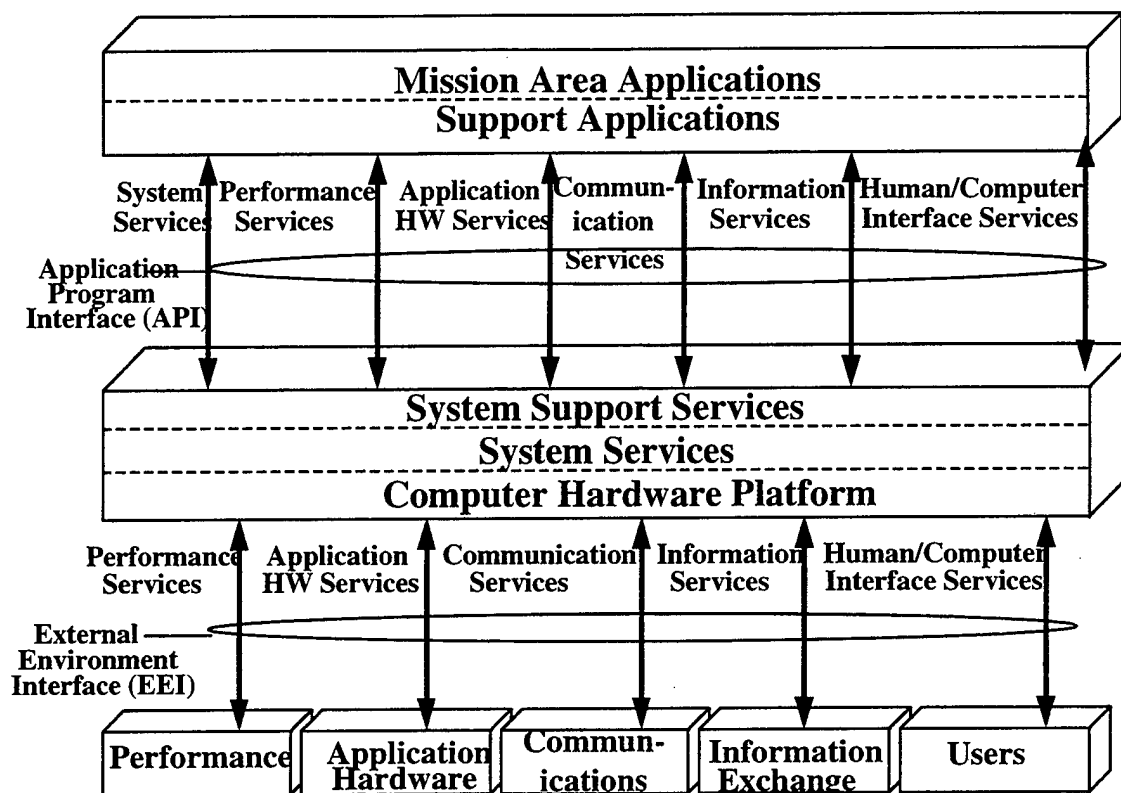 Mission Area Applications
Support Applications
System
Services
Performance
Services
Application
HW Services
Commun-
ication
Services
Information
Services
Human/Computer
Interface Services
Application
Program
Interface (API)
System Support Services
System Services
Computer Hardware Platform
Performance
Services
Application
HW Services
Communication
Services
Information
Services
Human/Computer
Interface Services
External
Environment
Interface (EEI)
Performance
Application
Hardware
Commun-
ications
Information
Exchange
Users